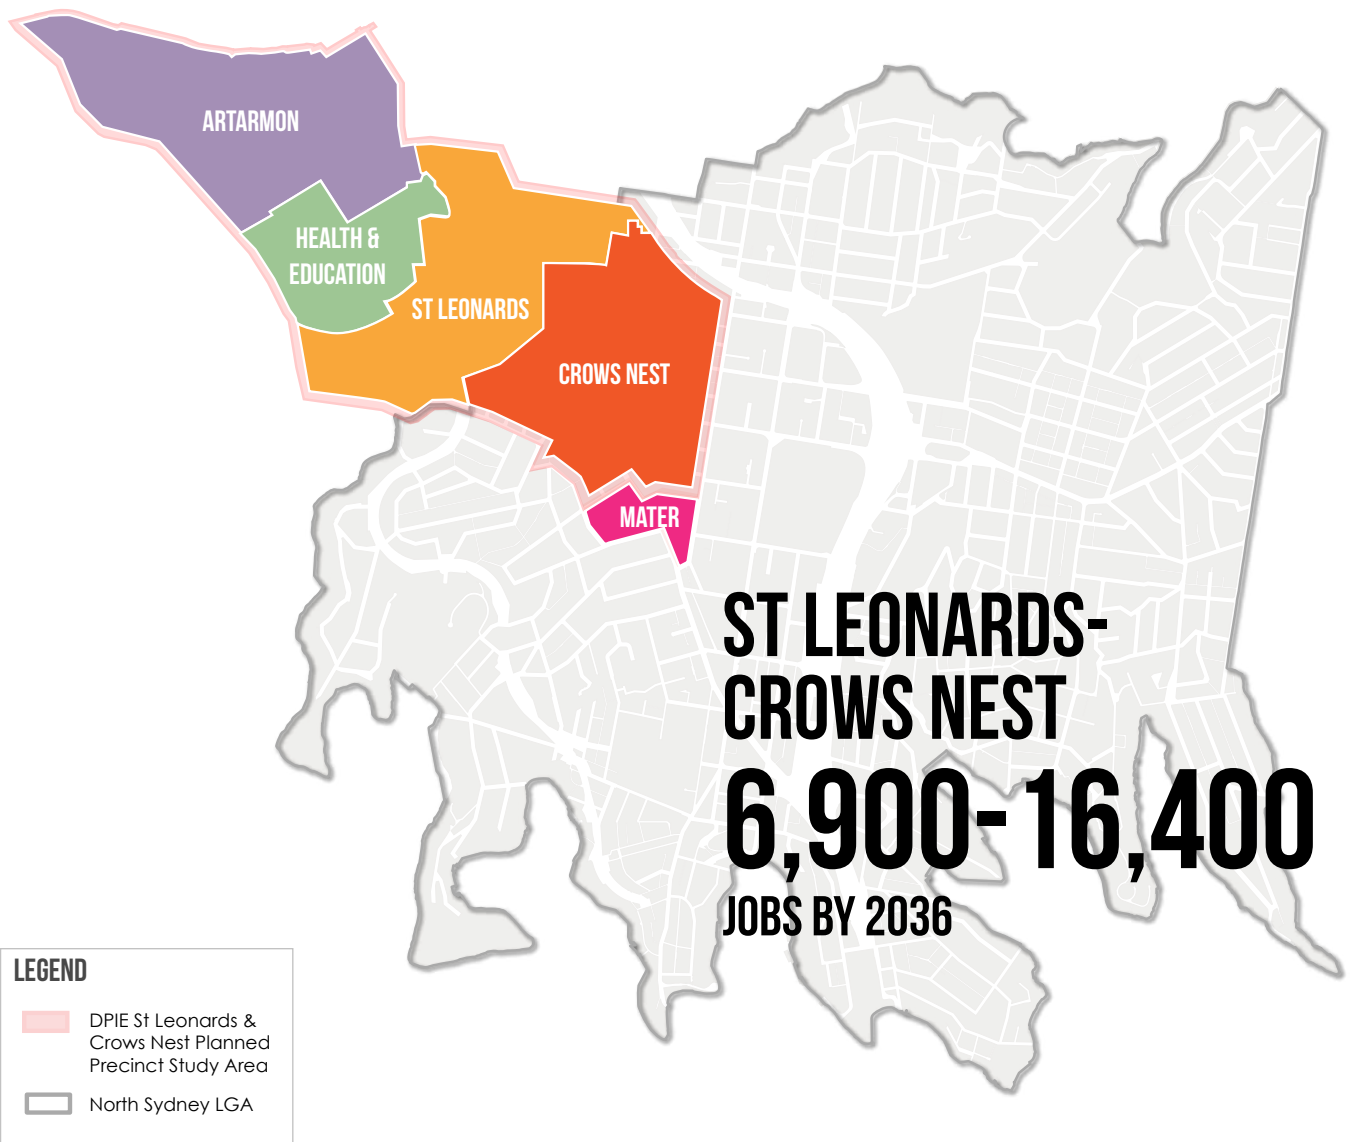 ARTARMON
HEALTH &
EDUCATION
ST LEONARDS
CROWS NEST
MATER
ST LEONARDS-
CROWS NEST
6,900-16,400
JOBS BY 2036
LEGEND
DPIE St Leonards &
Crows Nest Planned
Precinct Study Area
North Sydney LGA